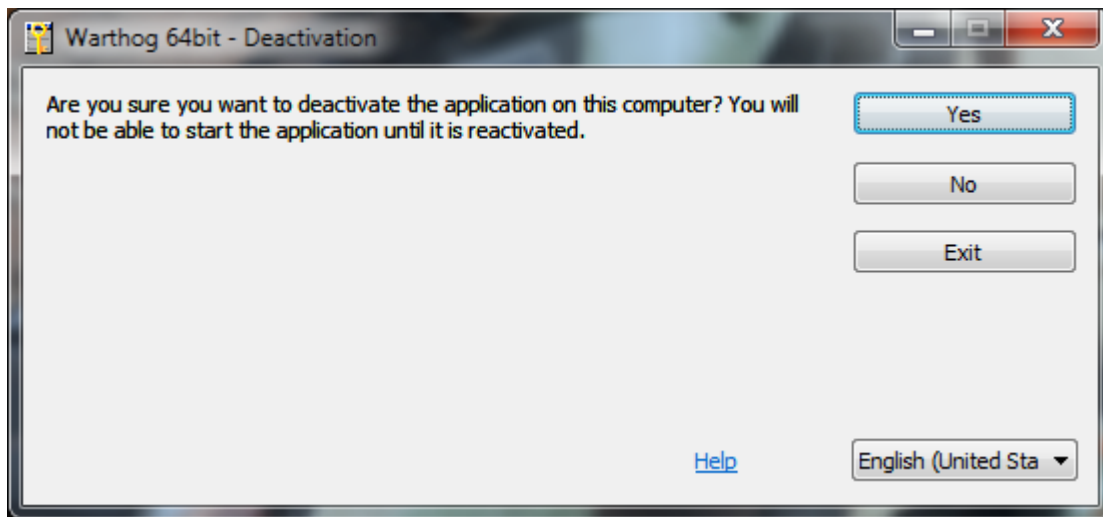 Warthog 64bit - Deactivation
Are you sure you want to deactivate the application on this computer? You will
not be able to start the application until it is reactivated.
Yes
No
Exit
Help
English (United Sta